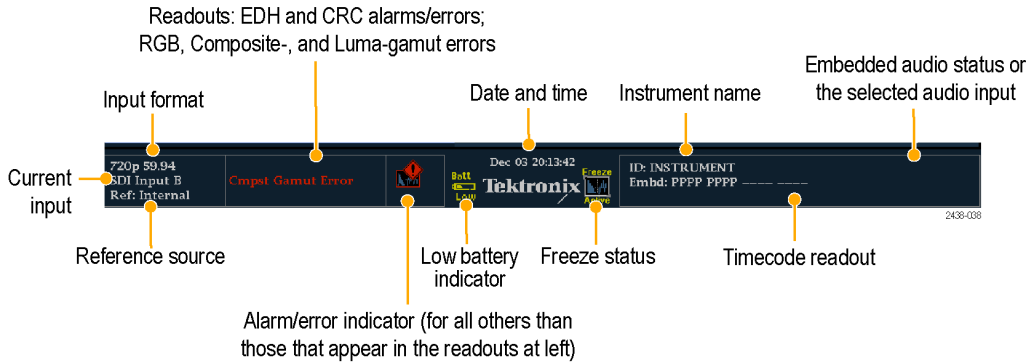 Readouts: EDH and CRC alarms/errors;
RGB, Composite-, and Luma-gamut errors
Embedded audio status or
the selected audio input
Input format
Date and time
Instrument name
Current
input
720p 59.94
SDI Input B
Ref: Internal
Cmpst Gamut Error
Batt
Low
Dec 03 20:13:42
Tektronix
Freeze
Active
ID: INSTRUMENT
Embd: PPPP PPPP ____ ____
2438-038
Reference source
Low battery
indicator
Freeze status
Timecode readout
Alarm/error indicator (for all others than
those that appear in the readouts at left)